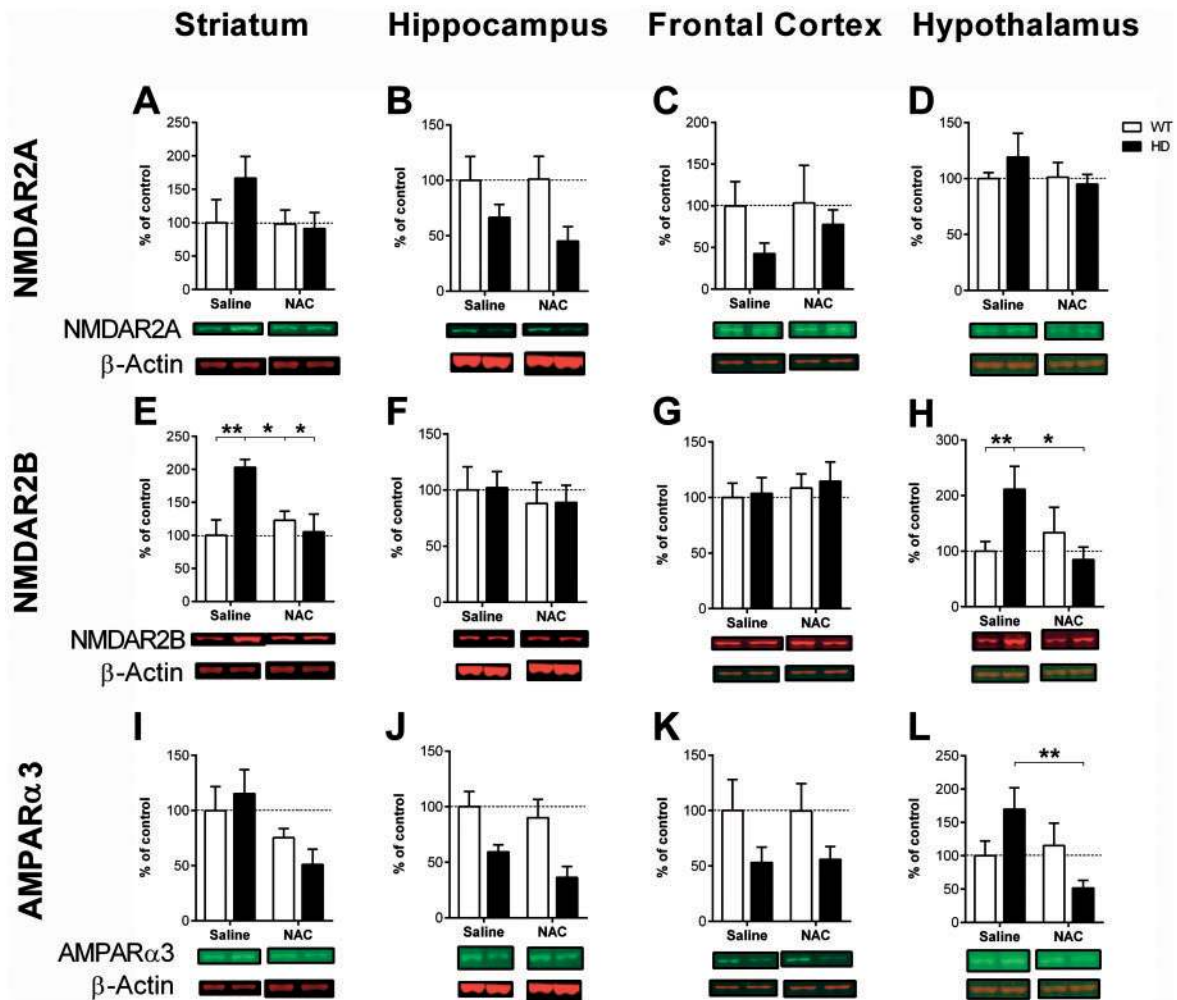 Striatum Hippocampus Frontal Cortex Hypothalamus
NMDAR2A
A B C D
WT
HD
% of control
250
200
150
100
50
0
Saline NAC
% of control
150
100
50
0
Saline NAC
% of control
200
150
100
50
0
Saline NAC
% of control
150
100
50
0
Saline NAC
NMDAR2A
β-Actin
NMDAR2B
E F G H
** * *
% of control
250
200
150
100
50
0
Saline NAC
% of control
150
100
50
0
Saline NAC
% of control
150
100
50
0
Saline NAC
** *
% of control
300
200
100
0
Saline NAC
NMDAR2B
β-Actin
AMPARα3
I J K L
% of control
150
100
50
0
Saline NAC
% of control
150
100
50
0
Saline NAC
% of control
150
100
50
0
Saline NAC
**
% of control
250
200
150
100
50
0
Saline NAC
AMPARα3
β-Actin